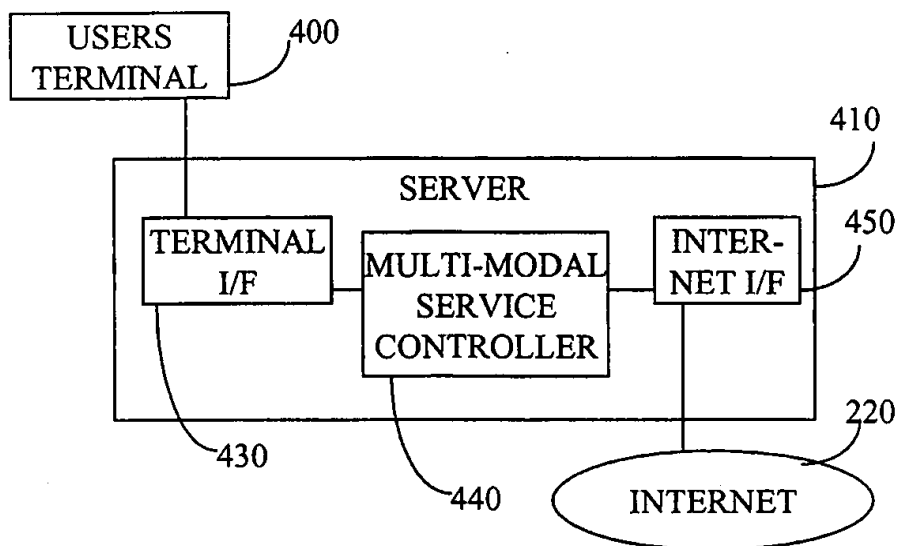 USERS
TERMINAL
400
410
SERVER
TERMINAL
I/F
MULTI-MODAL
SERVICE
CONTROLLER
INTER-
NET I/F
450
430
440
220
INTERNET